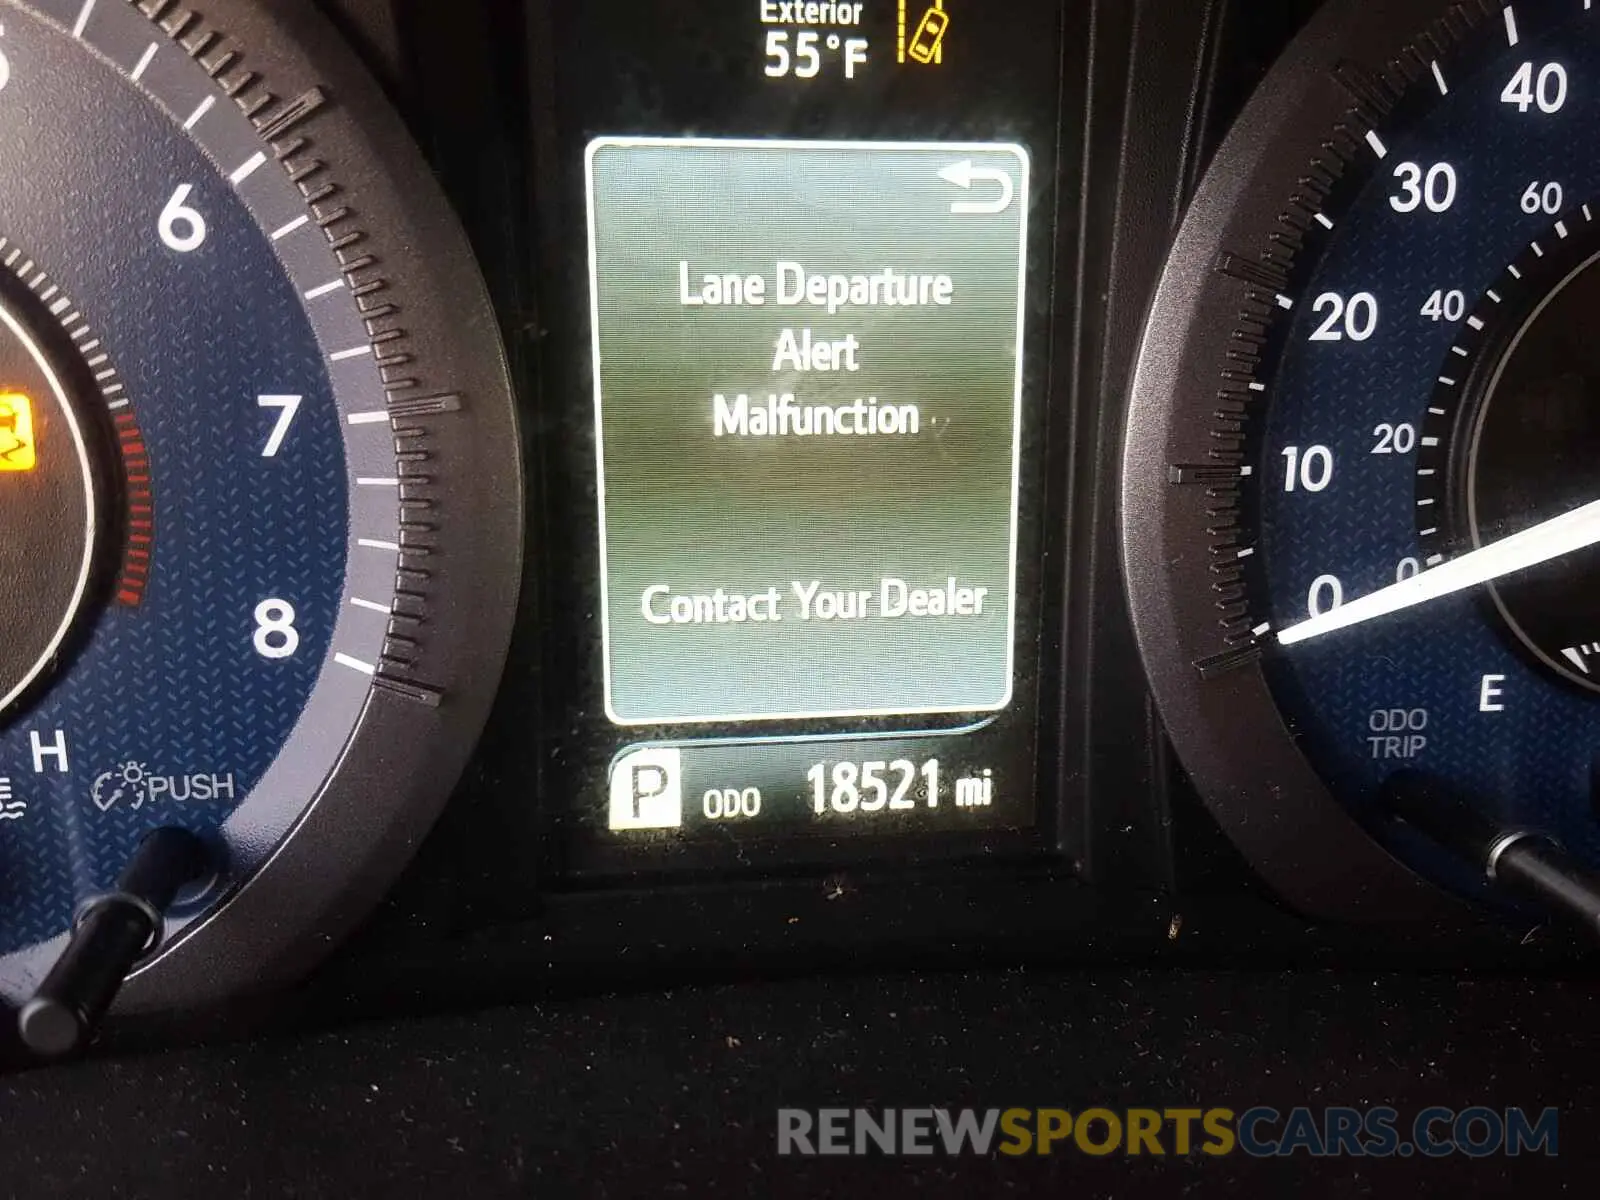 Exterior
55°F
Lane Departure
Alert
Malfunction
Contact Your Dealer
P ODO 18521 mi
6
7
8
H
PUSH
40
30
20
10
0
60
40
20
0
E
ODO
TRIP
RENEWSPORTSCARS.COM